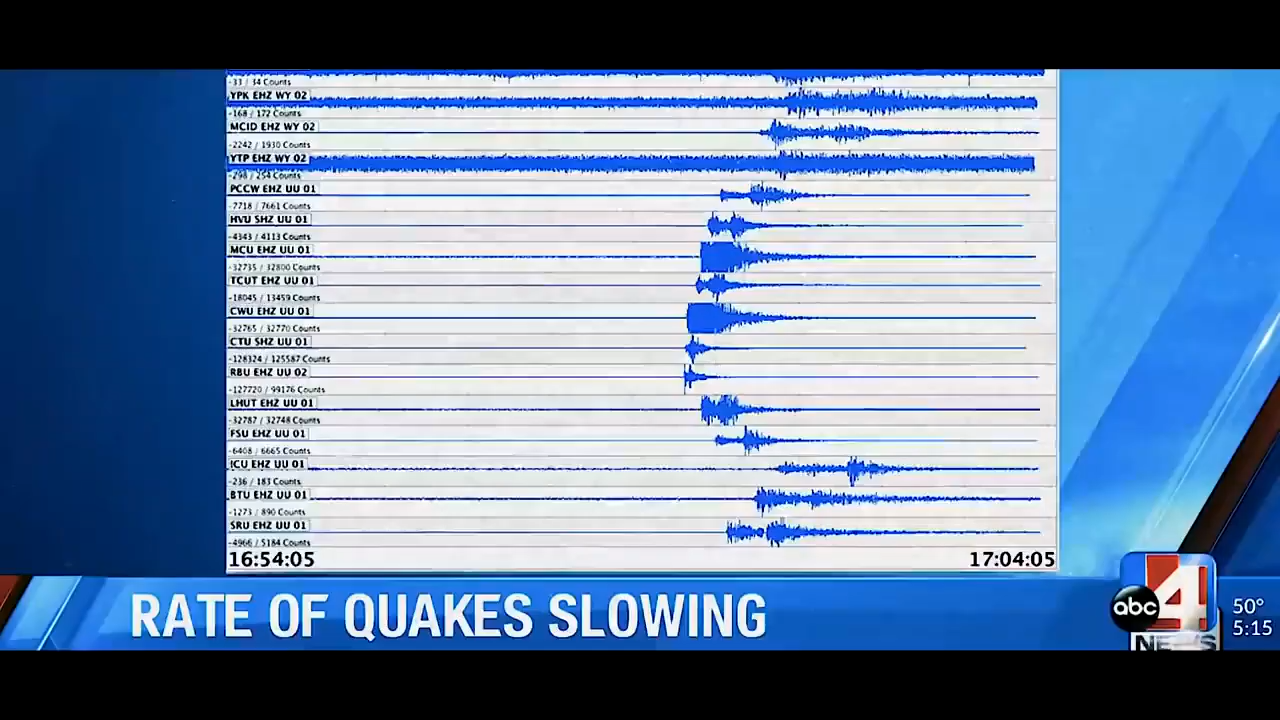 -33 / 34 Counts
YPK EHZ WY 02
-168 / 172 Counts
MCID EHZ WY 02
-2242 / 1930 Counts
YTP EHZ WY 02
-298 / 254 Counts
PCCW EHZ UU 01
-7718 / 7661 Counts
HVU SHZ UU 01
-4343 / 4113 Counts
MCU EHZ UU 01
-32735 / 32800 Counts
TCUT EHZ UU 01
-18045 / 13459 Counts
CWU EHZ UU 01
-32765 / 32770 Counts
CTU SHZ UU 01
-128324 / 125587 Counts
RBU EHZ UU 02
-127720 / 99176 Counts
LHUT EHZ UU 01
-32787 / 32748 Counts
FSU EHZ UU 01
-6408 / 6665 Counts
ICU EHZ UU 01
-236 / 183 Counts
BTU EHZ UU 01
-1273 / 890 Counts
SRU EHZ UU 01
-4966 / 5184 Counts
16:54:05 17:04:05
RATE OF QUAKES SLOWING
abc 4
NEWS
50°
5:15